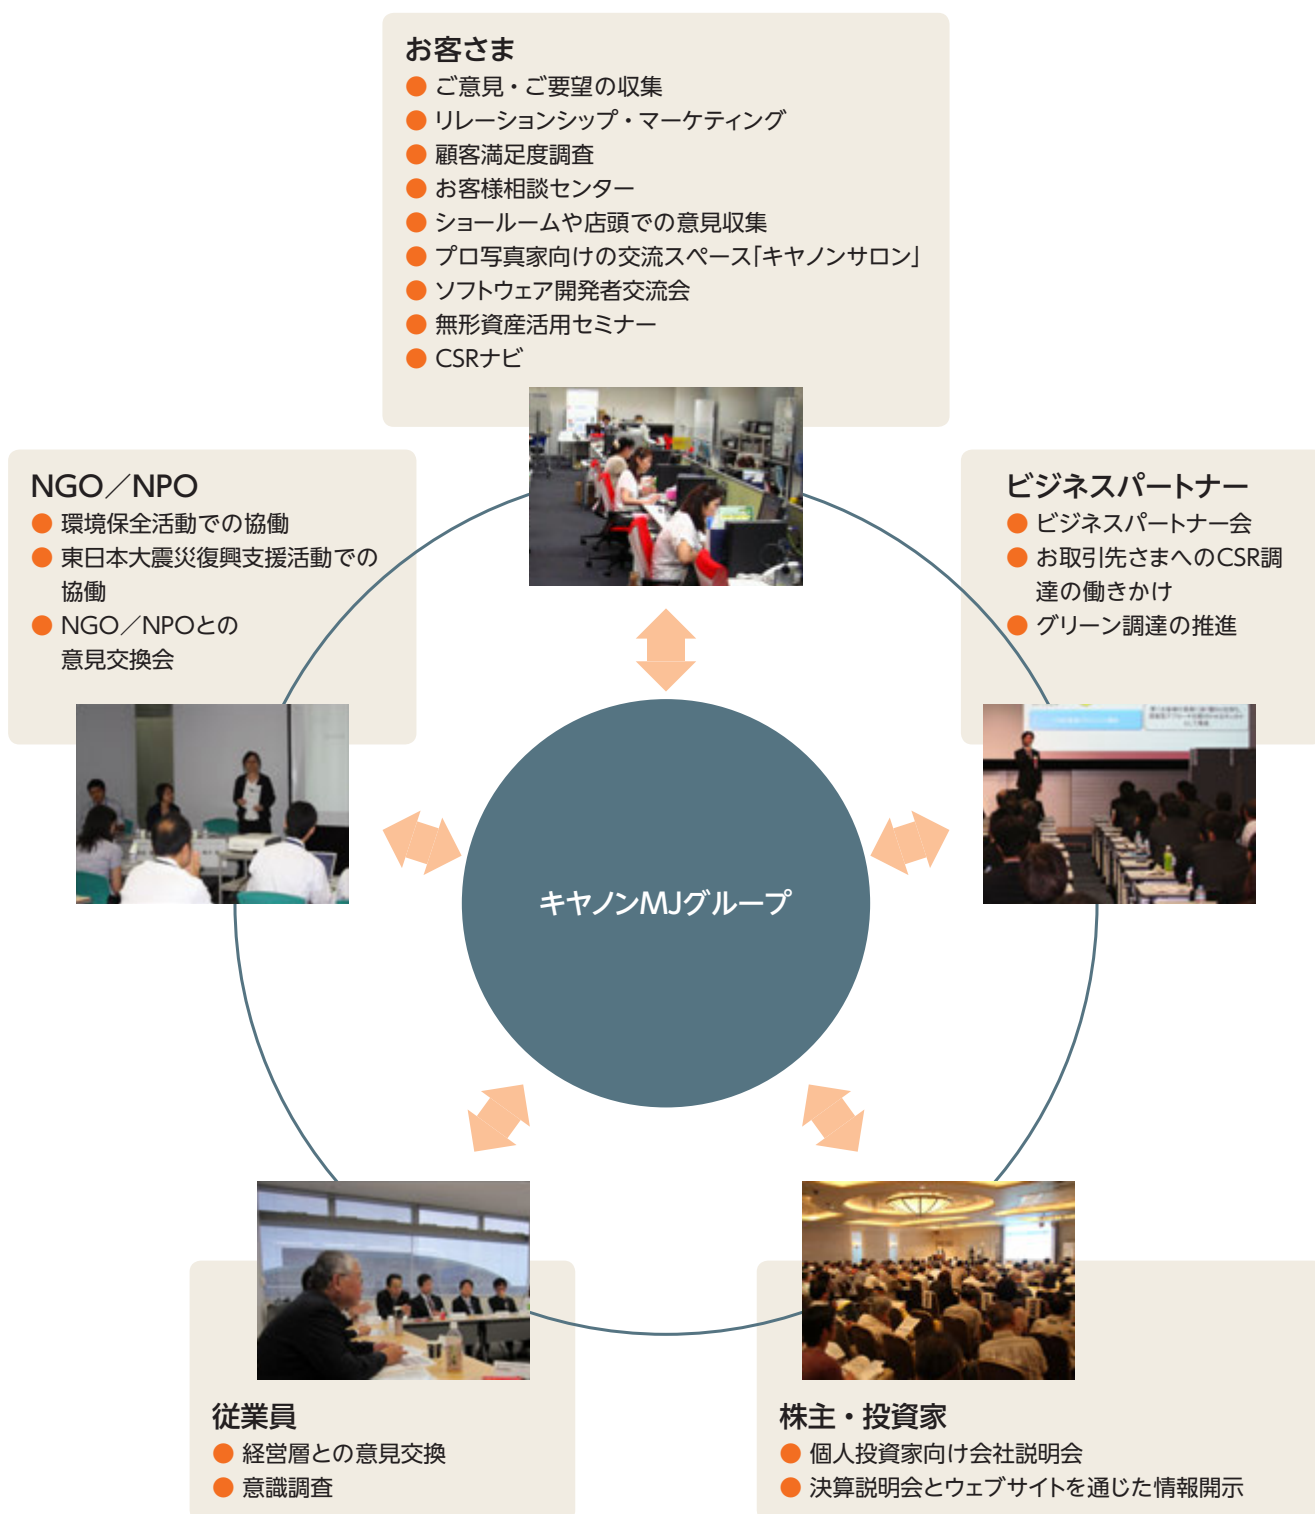 お客さま
● ご意見・ご要望の収集
● リレーションシップ・マーケティング
● 顧客満足度調査
● お客様相談センター
● ショールームや店頭での意見収集
● プロ写真家向けの交流スペース「キヤノンサロン」
● ソフトウェア開発者交流会
● 無形資産活用セミナー
● CSRナビ
NGO／NPO
● 環境保全活動での協働
● 東日本大震災復興支援活動での
協働
● NGO／NPOとの
意見交換会
ビジネスパートナー
● ビジネスパートナー会
● お取引先さまへのCSR調
達の働きかけ
● グリーン調達の推進
キヤノンMJグループ
従業員
● 経営層との意見交換
● 意識調査
株主・投資家
● 個人投資家向け会社説明会
● 決算説明会とウェブサイトを通じた情報開示